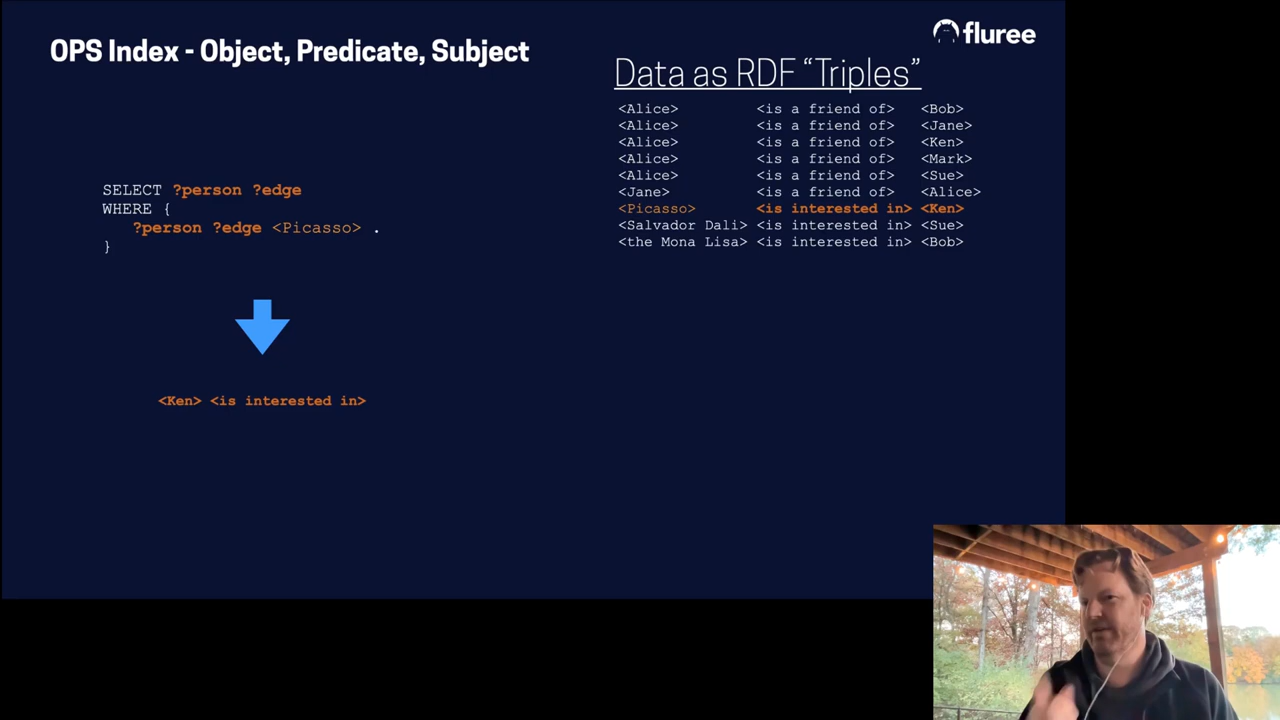 OPS Index - Object, Predicate, Subject
fluree
Data as RDF “Triples”
<Alice> <is a friend of> <Bob>
<Alice> <is a friend of> <Jane>
<Alice> <is a friend of> <Ken>
<Alice> <is a friend of> <Mark>
<Alice> <is a friend of> <Sue>
<Jane> <is a friend of> <Alice>
<Picasso> <is interested in> <Ken>
<Salvador Dali> <is interested in> <Sue>
<the Mona Lisa> <is interested in> <Bob>
SELECT ?person ?edge
WHERE {
?person ?edge <Picasso> .
}
<Ken> <is interested in>